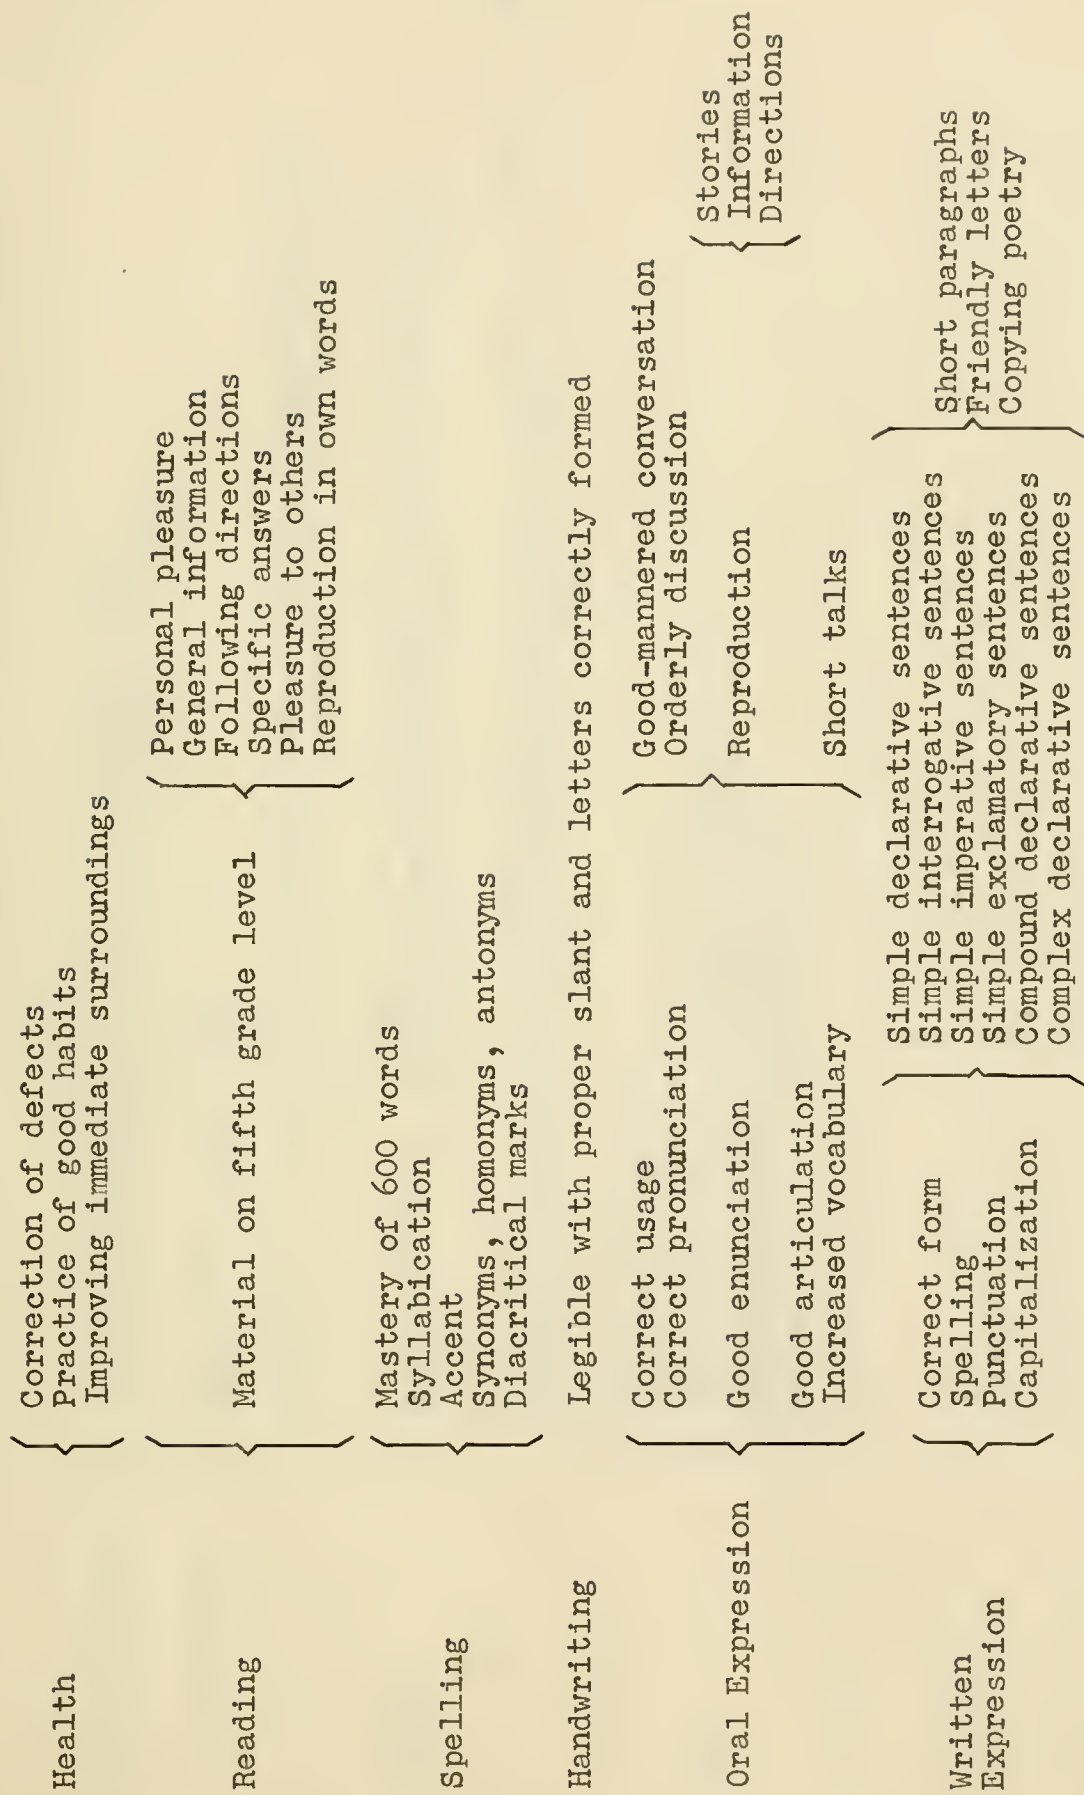 Health
Correction of defects
Practice of good habits
Improving immediate surroundings
Reading
Material on fifth grade level
Personal pleasure
General information
Following directions
Specific answers
Pleasure to others
Reproduction in own words
Spelling
Mastery of 600 words
Syllabication
Accent
Synonyms, homonyms, antonyms
Diacritical marks
Handwriting
Legible with proper slant and letters correctly formed
Oral Expression
Correct usage
Correct pronunciation
Good enunciation
Good articulation
Increased vocabulary
Good-mannered conversation
Orderly discussion
Reproduction
Short talks
Stories
Information
Directions
Written
Expression
Correct form
Spelling
Punctuation
Capitalization
Simple declarative sentences
Simple interrogative sentences
Simple imperative sentences
Simple exclamatory sentences
Compound declarative sentences
Complex declarative sentences
Short paragraphs
Friendly letters
Copying poetry